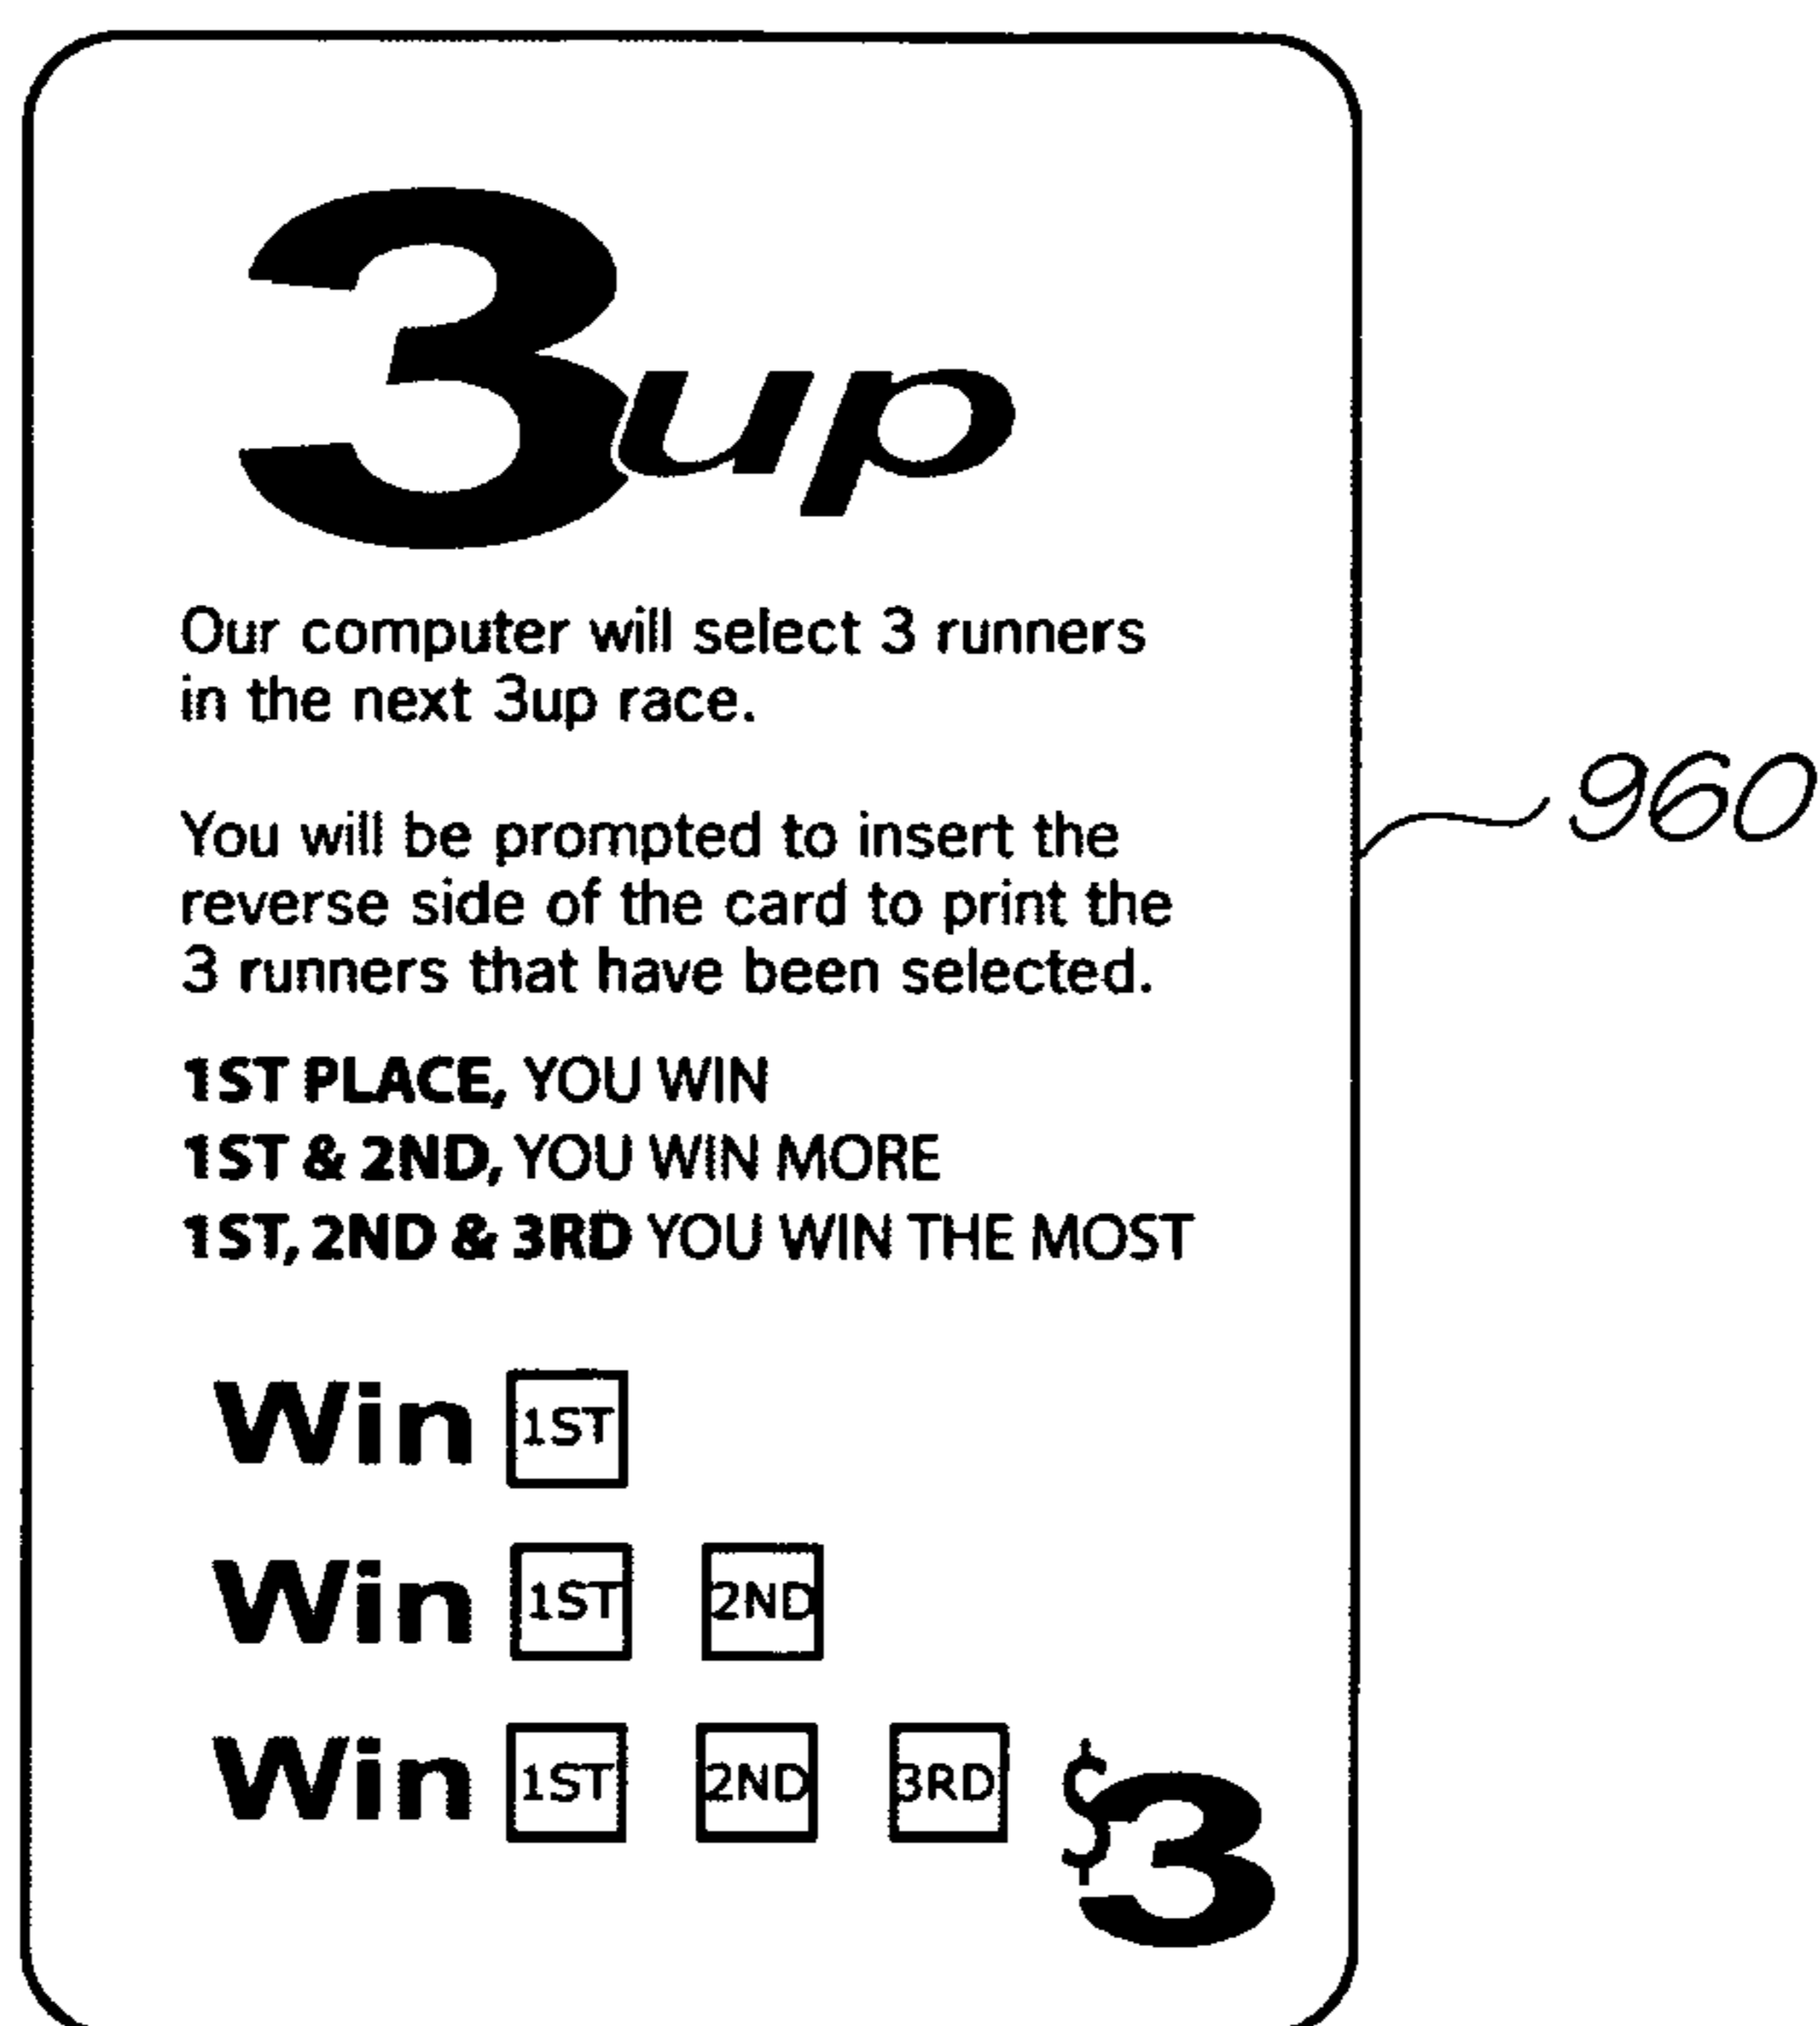 3up
Our computer will select 3 runners
in the next 3up race.
You will be prompted to insert the
reverse side of the card to print the
3 runners that have been selected.
1ST PLACE, YOU WIN
1ST & 2ND, YOU WIN MORE
1ST, 2ND & 3RD YOU WIN THE MOST
Win 1ST
Win 1ST 2ND
Win 1ST 2ND 3RD
$3
960